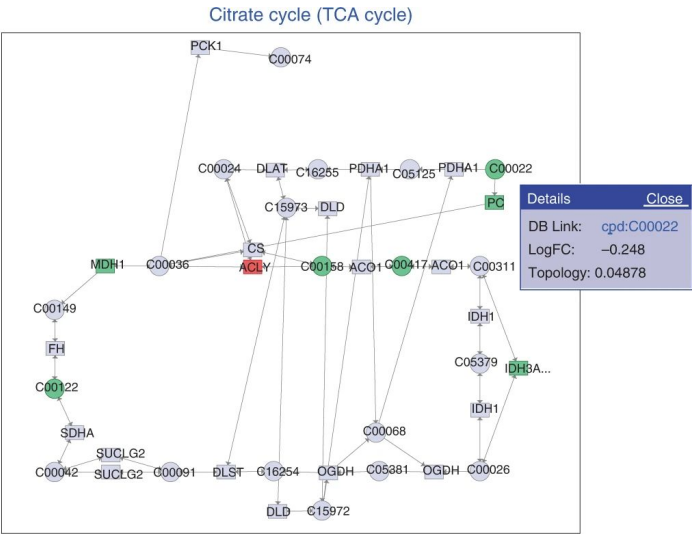 Citrate cycle (TCA cycle)
PCK1
C00074
C00024
DLAT
C16255
PDHA1
C05125
PDHA1
C00022
C15973
DLD
PC
Details
Close
DB Link: cpd:C00022
LogFC: −0.248
Topology: 0.04878
CS
MDH1
C00036
ACLY
C00158
ACO1
C00417
ACO1
C00311
C00149
IDH1
FH
C05379
IDH3A...
C00122
IDH1
SDHA
C00068
SUCLG2
C00042
SUCLG2
C00091
DLST
C16254
OGDH
C05381
OGDH
C00026
DLD
C15972